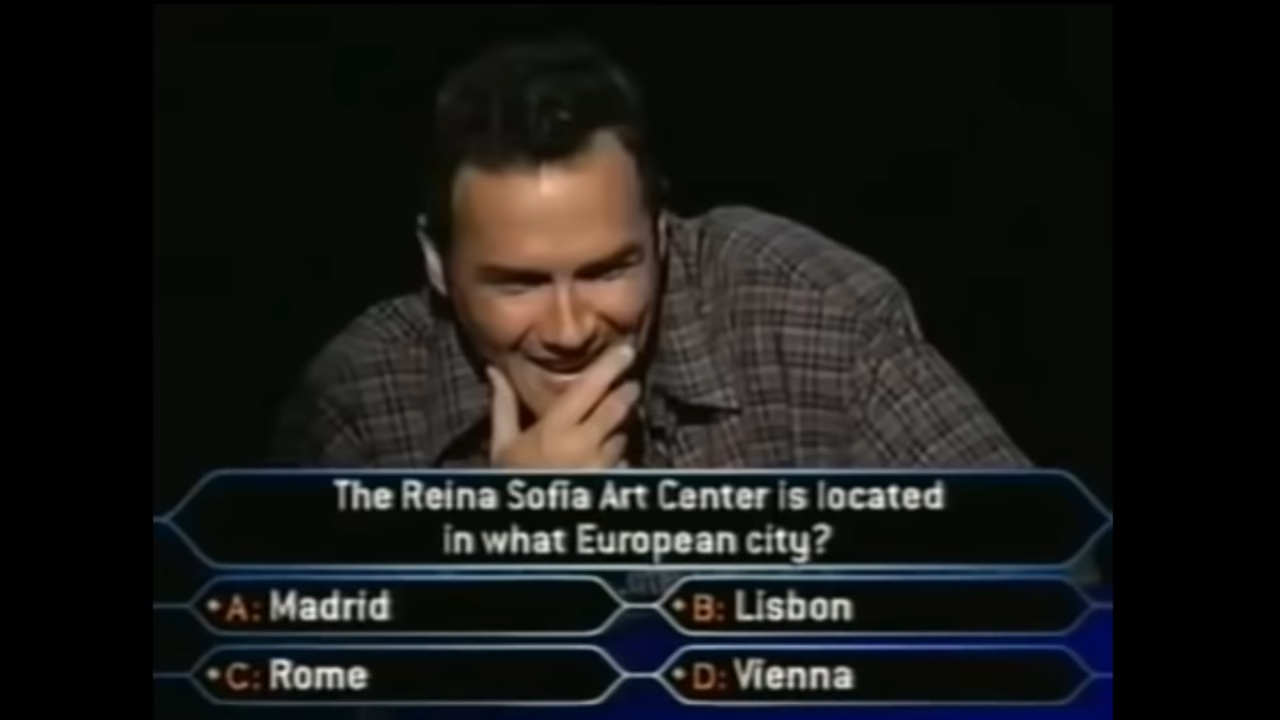 The Reina Sofia Art Center is located
in what European city?
A: Madrid
B: Lisbon
C: Rome
D: Vienna